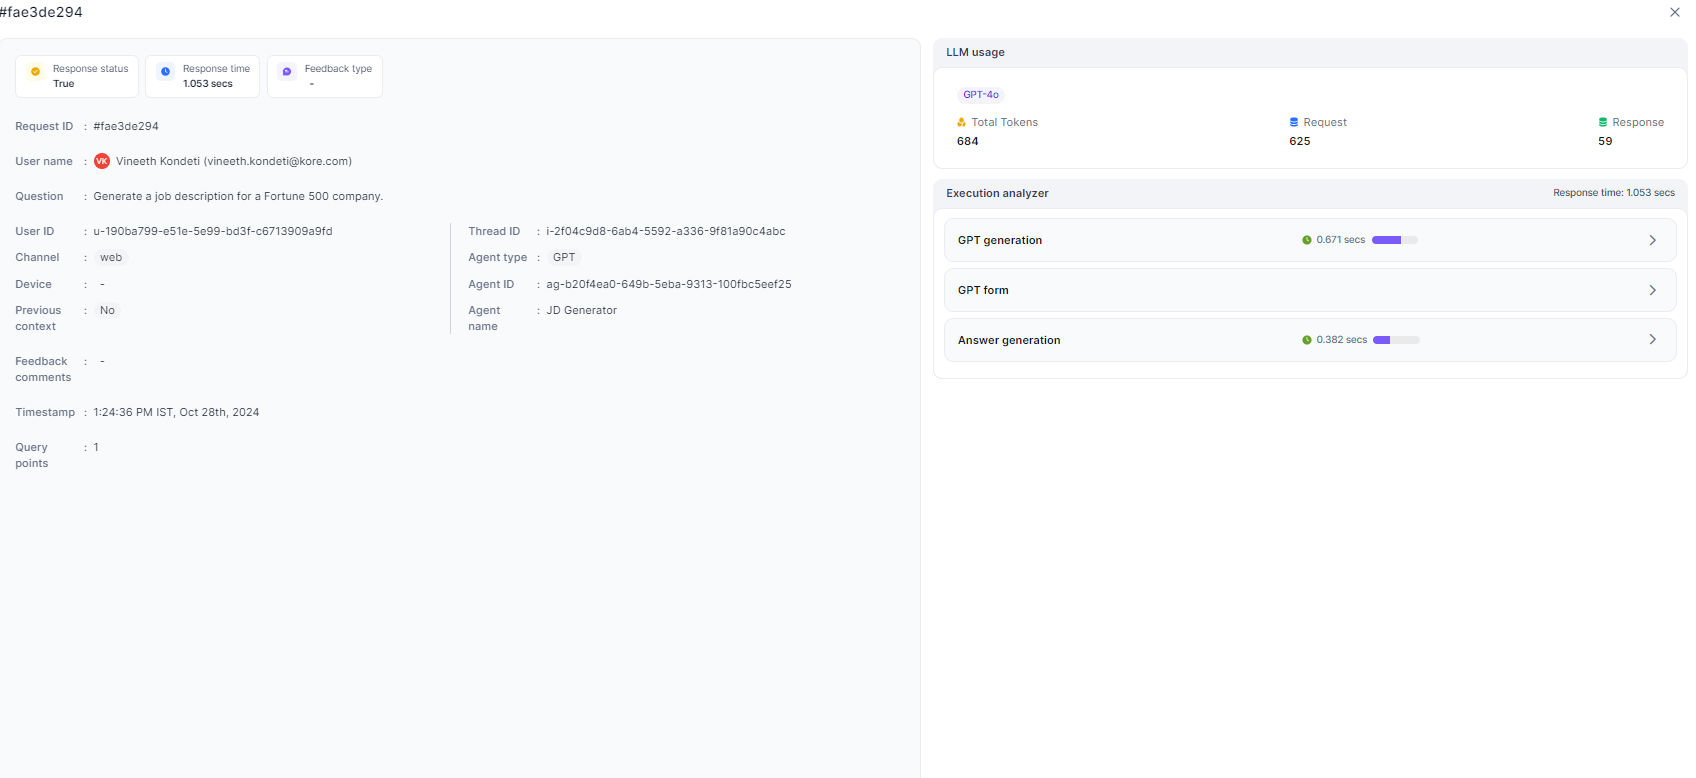 #fae3de294
Response status
True
Response time
1.053 secs
Feedback type
-
Request ID : #fae3de294
User name : VK Vineeth Kondeti (vineeth.kondeti@kore.com)
Question : Generate a job description for a Fortune 500 company.
User ID : u-190ba799-e51e-5e99-bd3f-c6713909a9fd
Channel : web
Device : -
Previous context : No
Thread ID : i-2f04c9d8-6ab4-5592-a336-9f81a90c4abc
Agent type : GPT
Agent ID : ag-b20f4ea0-649b-5eba-9313-100fbc5eef25
Agent name : JD Generator
Feedback comments : -
Timestamp : 1:24:36 PM IST, Oct 28th, 2024
Query points : 1
LLM usage
GPT-4o
Total Tokens
684
Request
625
Response
59
Execution analyzer
Response time: 1.053 secs
GPT generation 0.671 secs
GPT form
Answer generation 0.382 secs